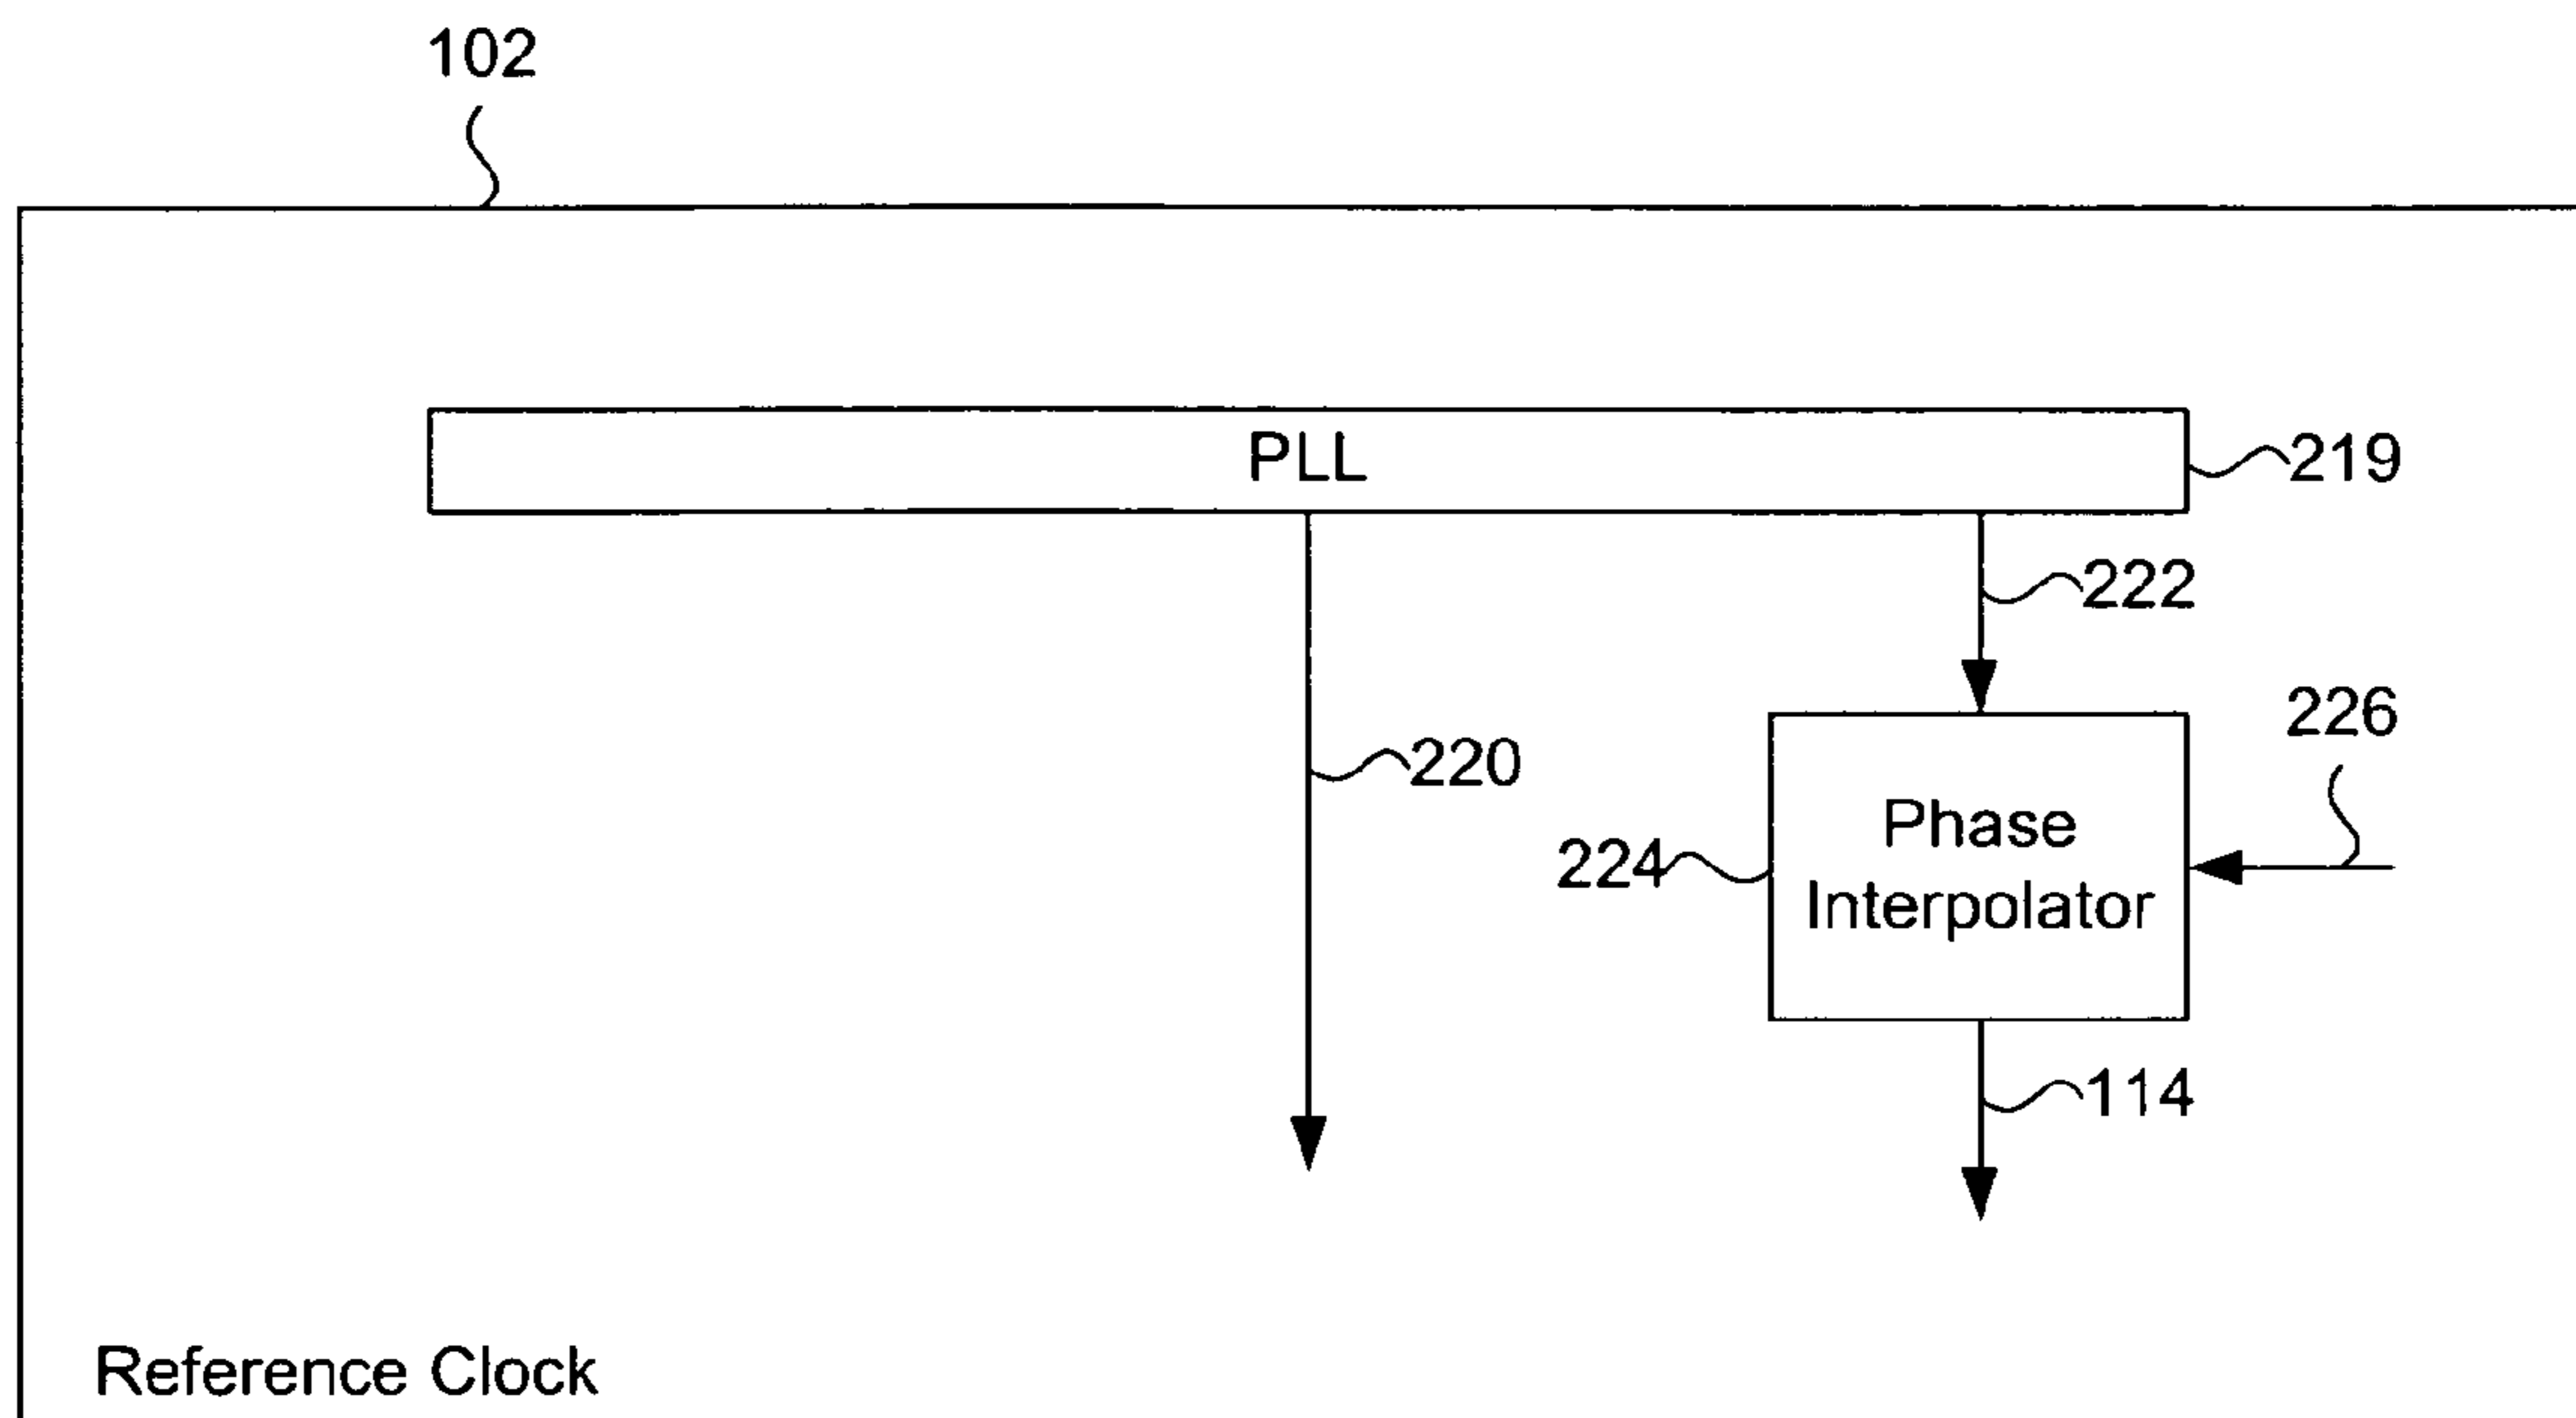 102
PLL
219
222
226
220
Phase
Interpolator
224
114
Reference Clock